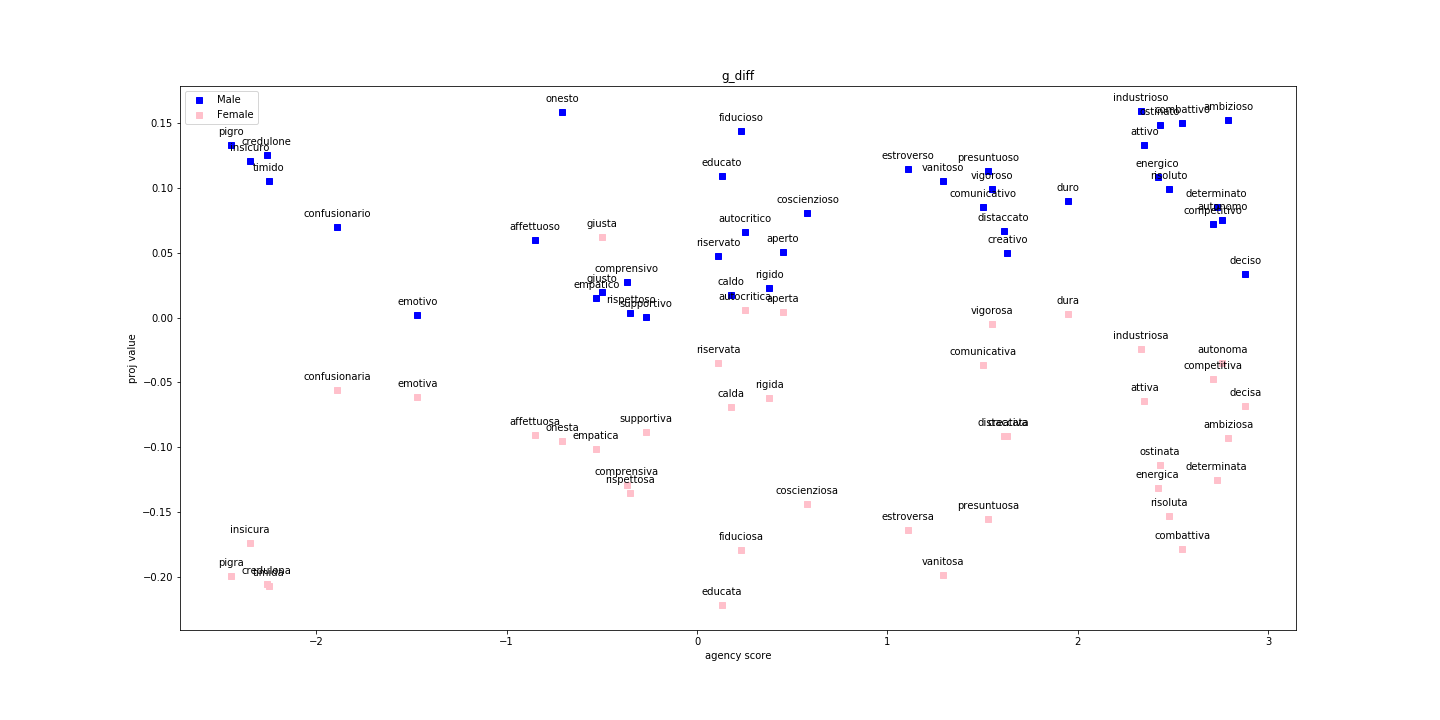 g_diff
Male
Female
onesto
industrioso
ostinato
combattivo
ambizioso
pigro
fiducioso
attivo
credulone
insicuro
timido
educato
estroverso
presuntuoso
energico
vanitoso
vigoroso
risoluto
duro
comunicativo
determinato
coscienzioso
autonomo
competitivo
confusionario
autocritico
distaccato
affettuoso
giusta
riservato
aperto
creativo
comprensivo
deciso
giusto
empatico
caldo
rigido
rispettoso
supportivo
emotivo
autocritica
aperta
dura
vigorosa
industriosa
riservata
comunicativa
autonoma
competitiva
confusionaria
emotiva
calda
rigida
attiva
decisa
affettuosa
onesta
supportiva
empatica
ambiziosa
ostinata
comprensiva
rispettosa
determinata
energica
coscienziosa
presuntuosa
risoluta
estroversa
insicura
fiduciosa
combattiva
pigra
credulona
timida
vanitosa
educata
0.15
0.10
0.05
0.00
−0.05
−0.10
−0.15
−0.20
proj value
−2
−1
0
1
2
3
agency score